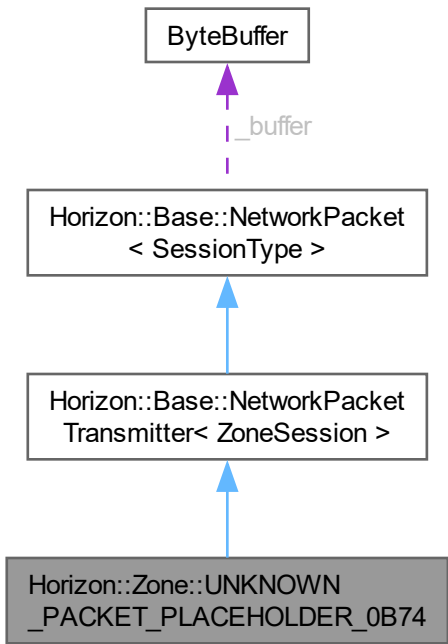 ByteBuffer
_buffer
Horizon::Base::NetworkPacket
< SessionType >
Horizon::Base::NetworkPacket
Transmitter< ZoneSession >
Horizon::Zone::UNKNOWN
_PACKET_PLACEHOLDER_0B74